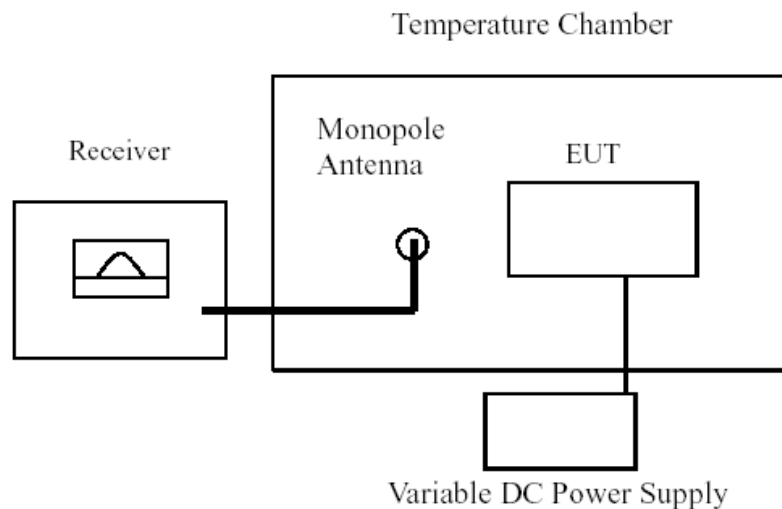 Temperature Chamber
Monopole
Antenna
EUT
Receiver
Variable DC Power Supply